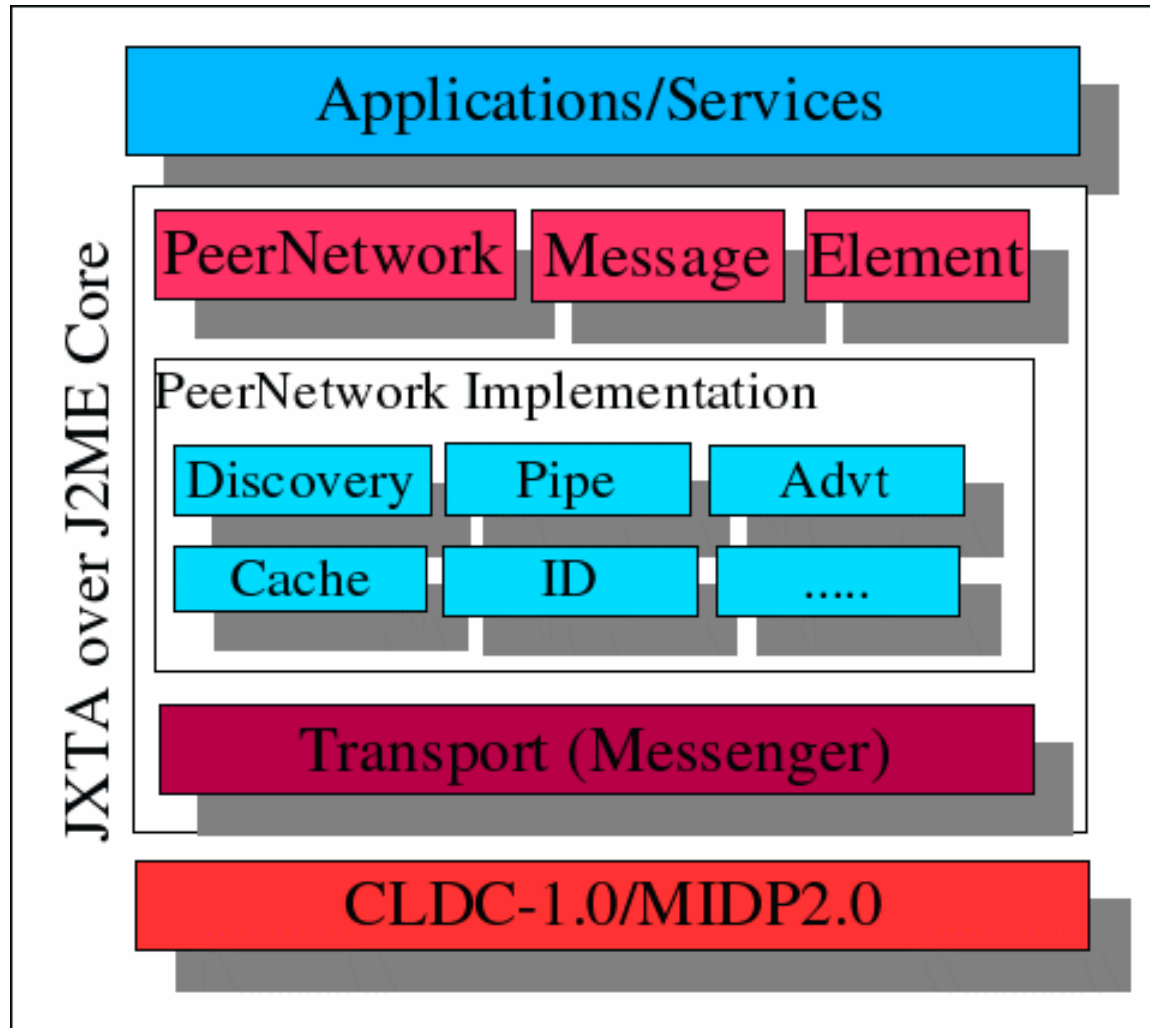 Applications/Services
JXTA over J2ME Core
PeerNetwork
Message
Element
PeerNetwork Implementation
Discovery
Pipe
Advt
Cache
ID
.....
Transport (Messenger)
CLDC-1.0/MIDP2.0